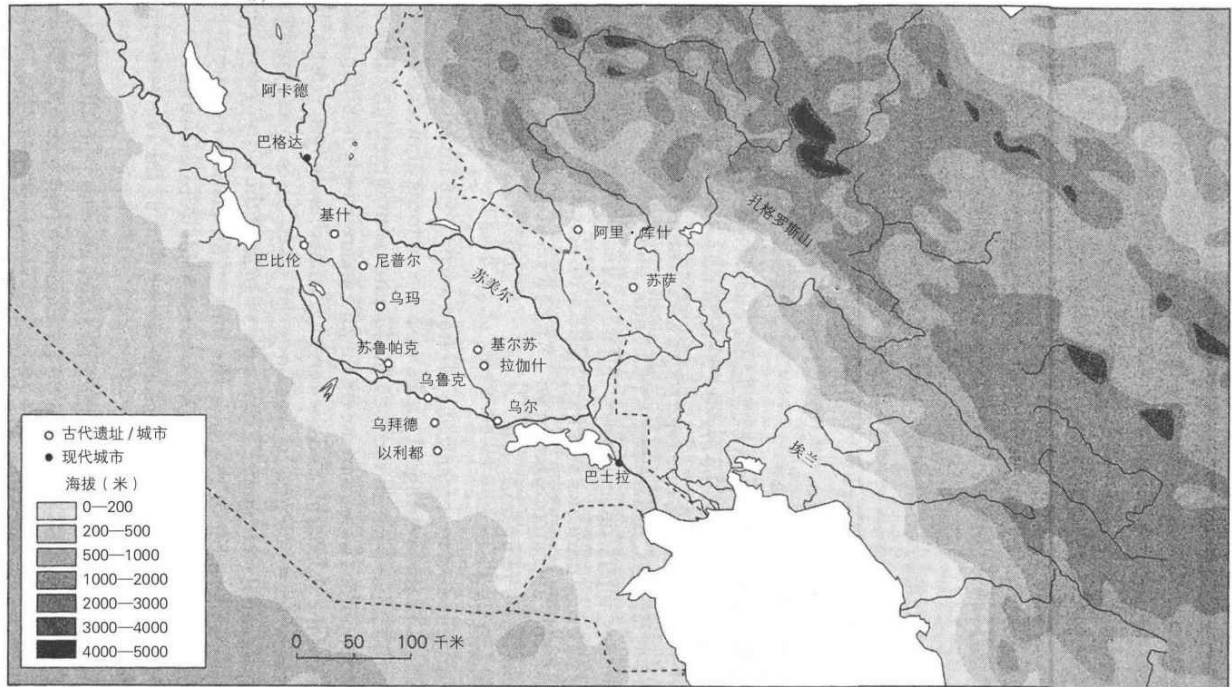 阿卡德
巴格达
基什
巴比伦
尼普尔
乌玛
苏鲁帕克
乌鲁克
乌拜德
以利都
苏美尔
基尔苏
拉伽什
乌尔
巴士拉
阿里·库什
苏萨
扎格罗斯山
埃兰
古代遗址/城市
现代城市
海拔（米）
0—200
200—500
500—1000
1000—2000
2000—3000
3000—4000
4000—5000
0 50 100 千米